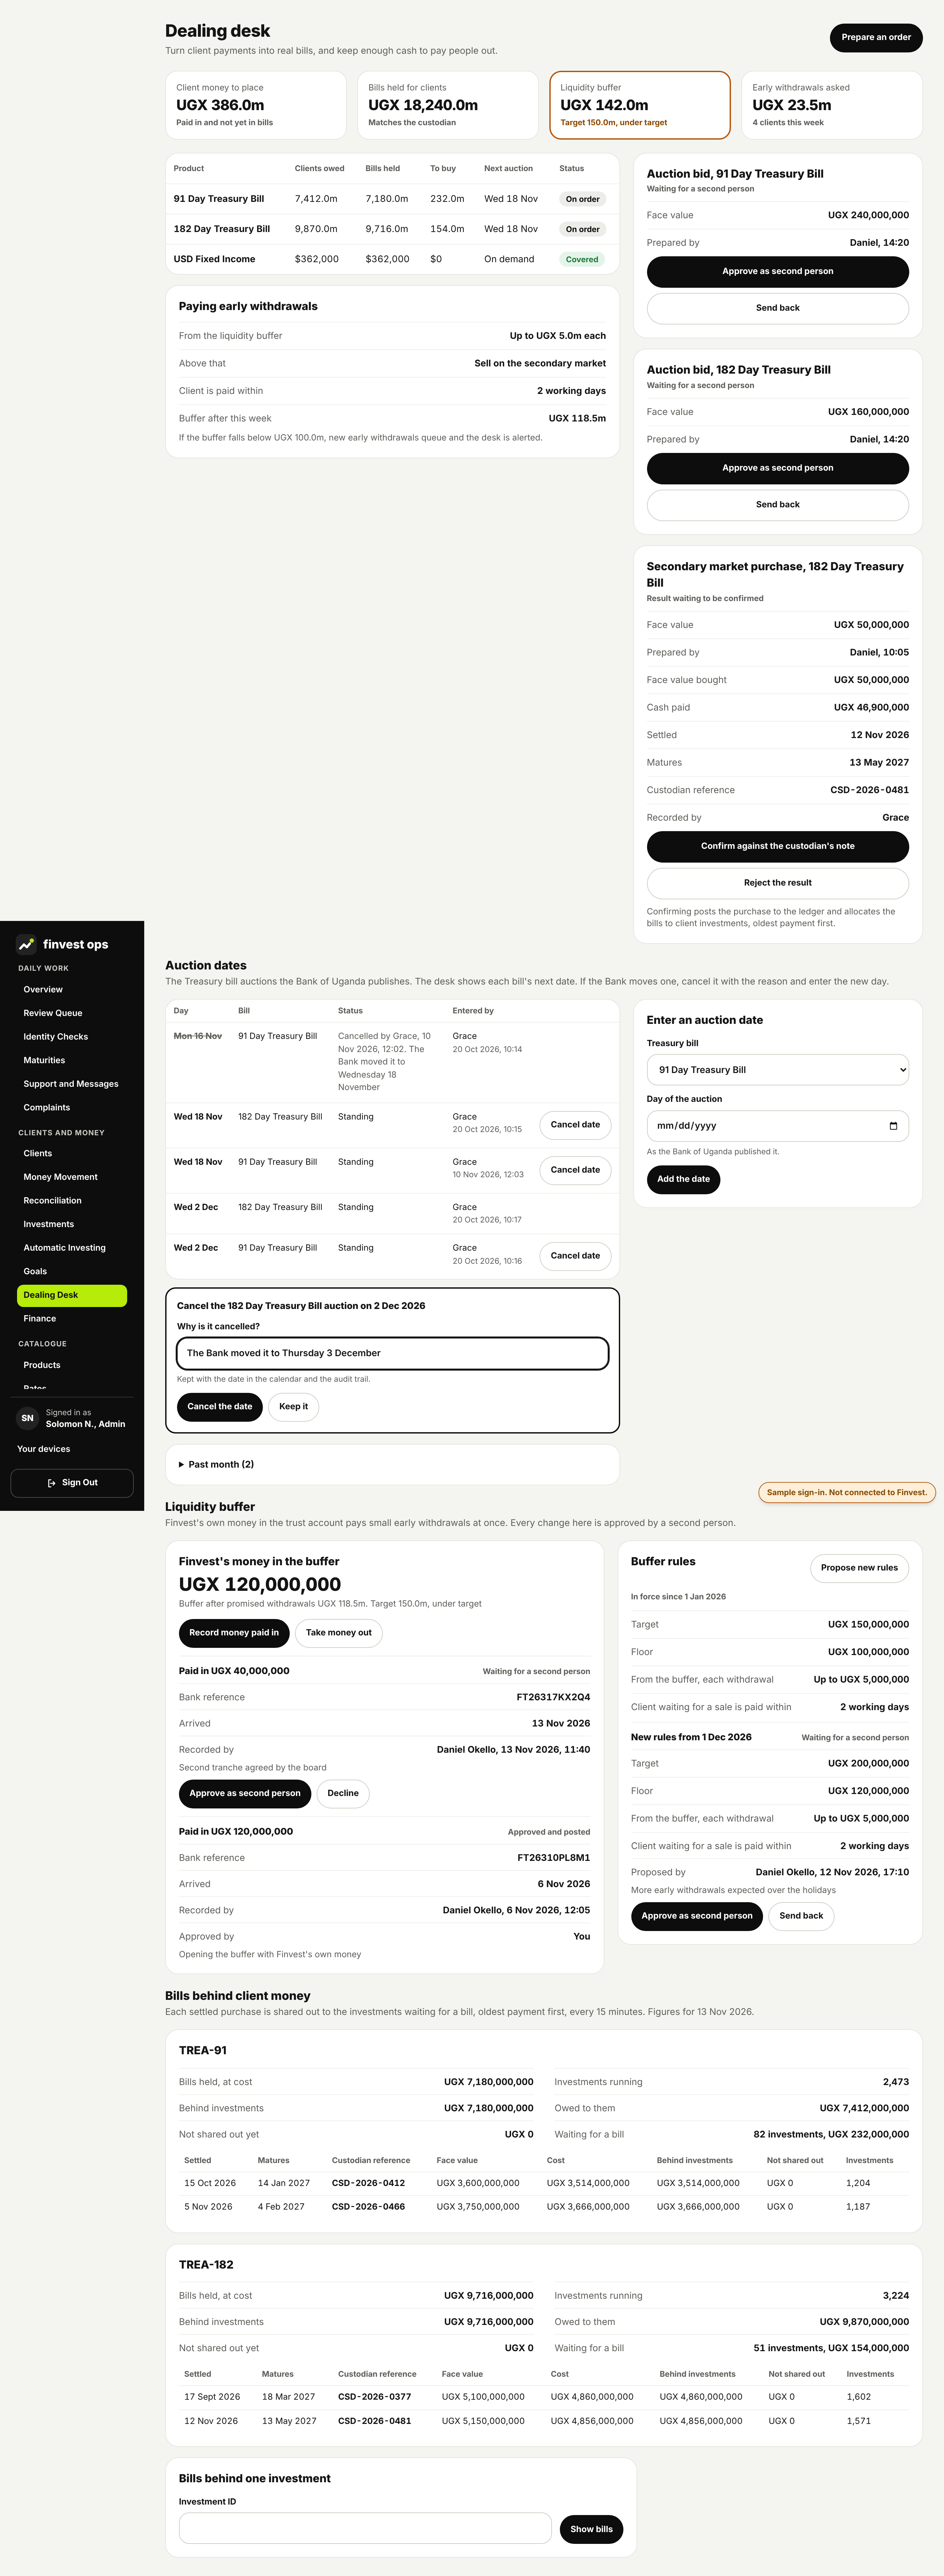 Dealing desk
Turn client payments into real bills, and keep enough cash to pay people out.
Prepare an order
Client money to place
UGX 386.0m
Paid in and not yet in bills
Bills held for clients
UGX 18,240.0m
Matches the custodian
Liquidity buffer
UGX 142.0m
Target 150.0m, under target
Early withdrawals asked
UGX 23.5m
4 clients this week
Product Clients owed Bills held To buy Next auction Status
91 Day Treasury Bill 7,412.0m 7,180.0m 232.0m Wed 18 Nov On order
182 Day Treasury Bill 9,870.0m 9,716.0m 154.0m Wed 18 Nov On order
USD Fixed Income $362,000 $362,000 $0 On demand Covered
Paying early withdrawals
From the liquidity buffer Up to UGX 5.0m each
Above that Sell on the secondary market
Client is paid within 2 working days
Buffer after this week UGX 118.5m
If the buffer falls below UGX 100.0m, new early withdrawals queue and the desk is alerted.
Auction bid, 91 Day Treasury Bill
Waiting for a second person
Face value UGX 240,000,000
Prepared by Daniel, 14:20
Approve as second person
Send back
Auction bid, 182 Day Treasury Bill
Waiting for a second person
Face value UGX 160,000,000
Prepared by Daniel, 14:20
Approve as second person
Send back
Secondary market purchase, 182 Day Treasury
Bill
Result waiting to be confirmed
Face value UGX 50,000,000
Prepared by Daniel, 10:05
Face value bought UGX 50,000,000
Cash paid UGX 46,900,000
Settled 12 Nov 2026
Matures 13 May 2027
Custodian reference CSD-2026-0481
Recorded by Grace
Confirm against the custodian's note
Reject the result
Confirming posts the purchase to the ledger and allocates the
bills to client investments, oldest payment first.
finvest ops
DAILY WORK
Overview
Review Queue
Identity Checks
Maturities
Support and Messages
Complaints
CLIENTS AND MONEY
Clients
Money Movement
Reconciliation
Investments
Automatic Investing
Goals
Dealing Desk
Finance
CATALOGUE
Products
Rates
SN
Signed in as
Solomon N., Admin
Your devices
Sign Out
Auction dates
The Treasury bill auctions the Bank of Uganda publishes. The desk shows each bill's next date. If the Bank moves one, cancel it with the reason and enter the new day.
Day Bill Status Entered by
Mon 16 Nov 91 Day Treasury Bill Cancelled by Grace, 10 Grace
Nov 2026, 12:02. The 20 Oct 2026, 10:14
Bank moved it to
Wednesday 18
November
Wed 18 Nov 182 Day Treasury Bill Standing Grace
20 Oct 2026, 10:15
Cancel date
Wed 18 Nov 91 Day Treasury Bill Standing Grace
10 Nov 2026, 12:03
Cancel date
Wed 2 Dec 182 Day Treasury Bill Standing Grace
20 Oct 2026, 10:17
Wed 2 Dec 91 Day Treasury Bill Standing Grace
20 Oct 2026, 10:16
Cancel date
Enter an auction date
Treasury bill
91 Day Treasury Bill
Day of the auction
mm/dd/yyyy
As the Bank of Uganda published it.
Add the date
Cancel the 182 Day Treasury Bill auction on 2 Dec 2026
Why is it cancelled?
The Bank moved it to Thursday 3 December
Kept with the date in the calendar and the audit trail.
Cancel the date
Keep it
Past month (2)
Sample sign-in. Not connected to Finvest.
Liquidity buffer
Finvest's own money in the trust account pays small early withdrawals at once. Every change here is approved by a second person.
Finvest's money in the buffer
UGX 120,000,000
Buffer after promised withdrawals UGX 118.5m. Target 150.0m, under target
Record money paid in
Take money out
Paid in UGX 40,000,000 Waiting for a second person
Bank reference FT26317KX2Q4
Arrived 13 Nov 2026
Recorded by Daniel Okello, 13 Nov 2026, 11:40
Second tranche agreed by the board
Approve as second person
Decline
Paid in UGX 120,000,000 Approved and posted
Bank reference FT26310PL8M1
Arrived 6 Nov 2026
Recorded by Daniel Okello, 6 Nov 2026, 12:05
Approved by You
Opening the buffer with Finvest's own money
Buffer rules
Propose new rules
In force since 1 Jan 2026
Target UGX 150,000,000
Floor UGX 100,000,000
From the buffer, each withdrawal Up to UGX 5,000,000
Client waiting for a sale is paid within 2 working days
New rules from 1 Dec 2026 Waiting for a second person
Target UGX 200,000,000
Floor UGX 120,000,000
From the buffer, each withdrawal Up to UGX 5,000,000
Client waiting for a sale is paid within 2 working days
Proposed by Daniel Okello, 12 Nov 2026, 17:10
More early withdrawals expected over the holidays
Approve as second person
Send back
Bills behind client money
Each settled purchase is shared out to the investments waiting for a bill, oldest payment first, every 15 minutes. Figures for 13 Nov 2026.
TREA-91
Bills held, at cost UGX 7,180,000,000 Investments running 2,473
Behind investments UGX 7,180,000,000 Owed to them UGX 7,412,000,000
Not shared out yet UGX 0 Waiting for a bill 82 investments, UGX 232,000,000
Settled Matures Custodian reference Face value Cost Behind investments Not shared out Investments
15 Oct 2026 14 Jan 2027 CSD-2026-0412 UGX 3,600,000,000 UGX 3,514,000,000 UGX 3,514,000,000 UGX 0 1,204
5 Nov 2026 4 Feb 2027 CSD-2026-0466 UGX 3,750,000,000 UGX 3,666,000,000 UGX 3,666,000,000 UGX 0 1,187
TREA-182
Bills held, at cost UGX 9,716,000,000 Investments running 3,224
Behind investments UGX 9,716,000,000 Owed to them UGX 9,870,000,000
Not shared out yet UGX 0 Waiting for a bill 51 investments, UGX 154,000,000
Settled Matures Custodian reference Face value Cost Behind investments Not shared out Investments
17 Sept 2026 18 Mar 2027 CSD-2026-0377 UGX 5,100,000,000 UGX 4,860,000,000 UGX 4,860,000,000 UGX 0 1,602
12 Nov 2026 13 May 2027 CSD-2026-0481 UGX 5,150,000,000 UGX 4,856,000,000 UGX 4,856,000,000 UGX 0 1,571
Bills behind one investment
Investment ID
Show bills